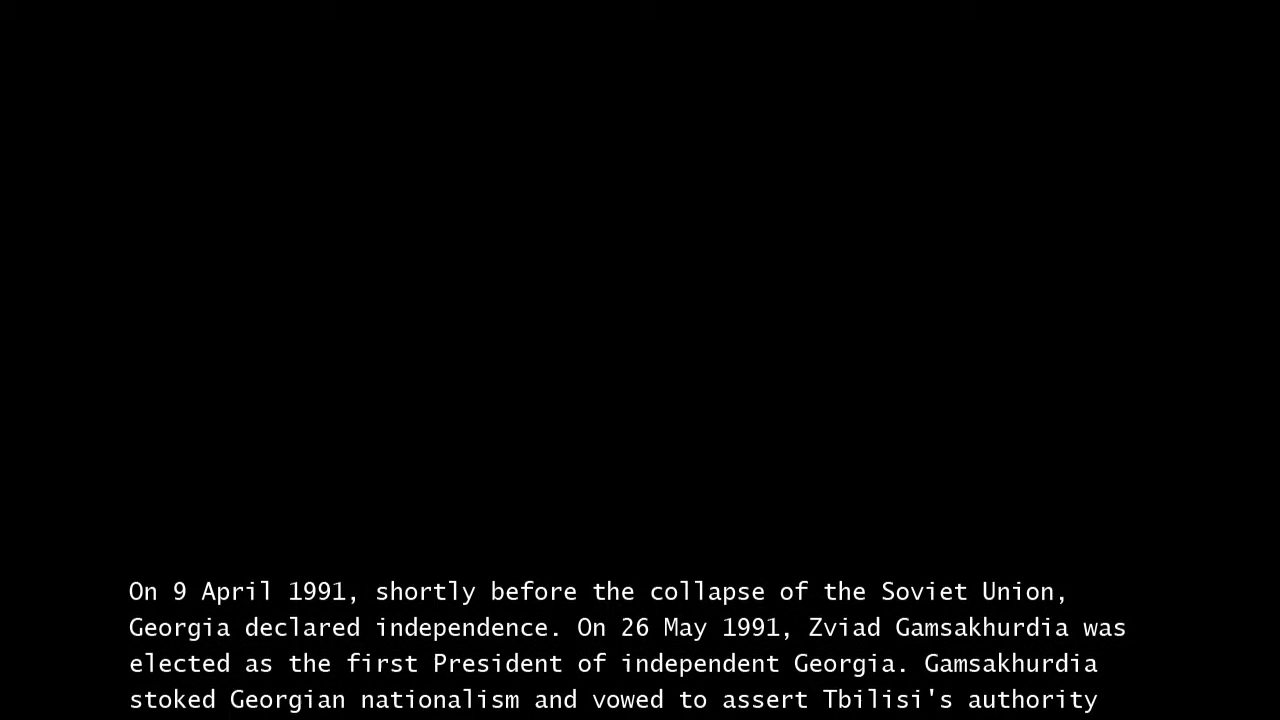 On 9 April 1991, shortly before the collapse of the Soviet Union,
Georgia declared independence. On 26 May 1991, Zviad Gamsakhurdia was
elected as the first President of independent Georgia. Gamsakhurdia
stoked Georgian nationalism and vowed to assert Tbilisi's authority